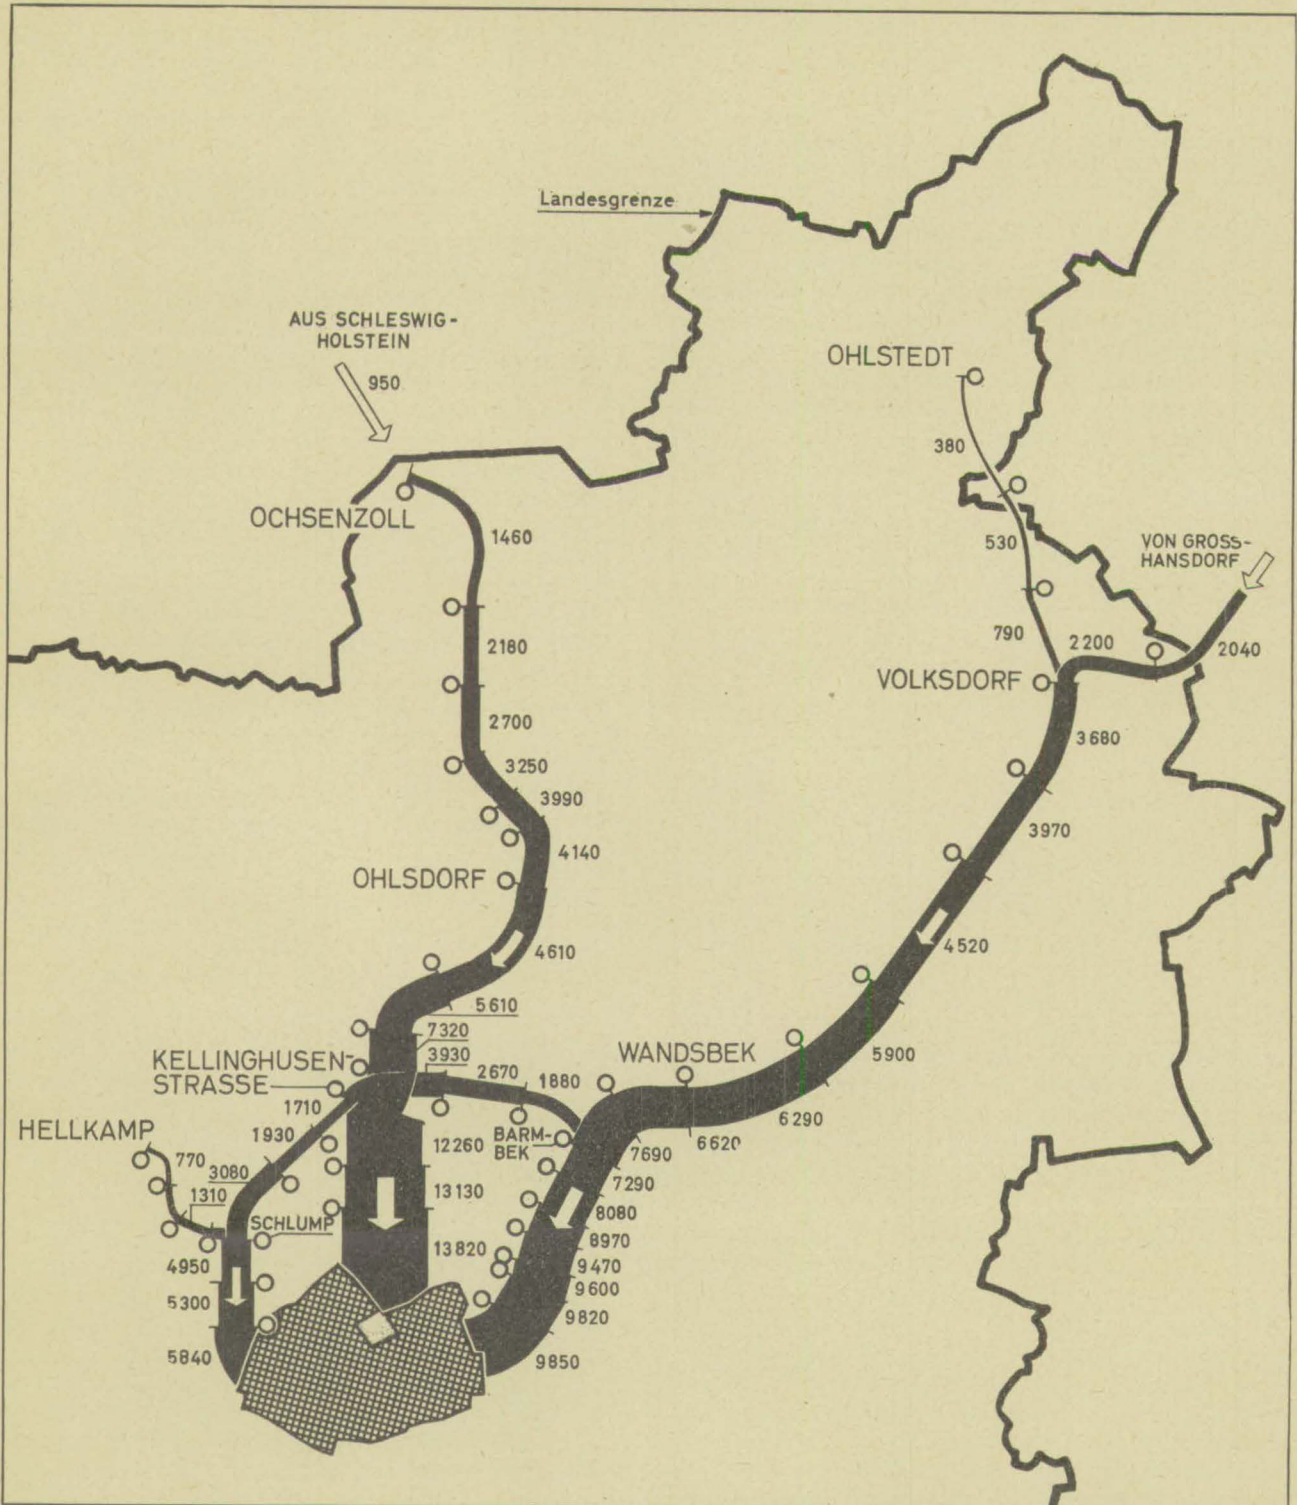 Landesgrenze
AUS SCHLESWIG-
HOLSTEIN
950
OHLSTEDT
380
OCHSENZOLL
1460
530
VON GROSS-
HANSDORF
2180
790
2200
2040
VOLKSDORF
2700
3680
3250
3990
3970
4140
OHLSDORF
4610
4520
5610
7320
3930
KELLINGHUSEN-
STRASSE
2670
1880
WANDSBEK
5900
1710
6290
HELLKAMP
1930
12260
BARM-
BEK
7690
6620
770
3080
13130
7290
1310
8080
SCHLUMP
8970
13820
9470
4950
9600
5300
9820
5840
9850